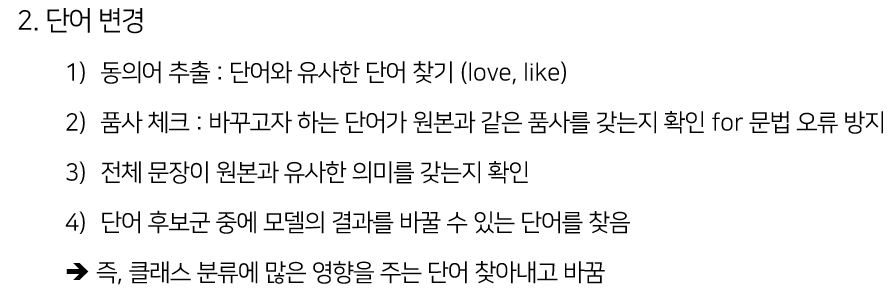 2. 단어 변경
1) 동의어 추출 : 단어와 유사한 단어 찾기 (love, like)
2) 품사 체크 : 바꾸고자 하는 단어가 원본과 같은 품사를 갖는지 확인 for 문법 오류 방지
3) 전체 문장이 원본과 유사한 의미를 갖는지 확인
4) 단어 후보군 중에 모델의 결과를 바꿀 수 있는 단어를 찾음
➔ 즉, 클래스 분류에 많은 영향을 주는 단어 찾아내고 바꿈